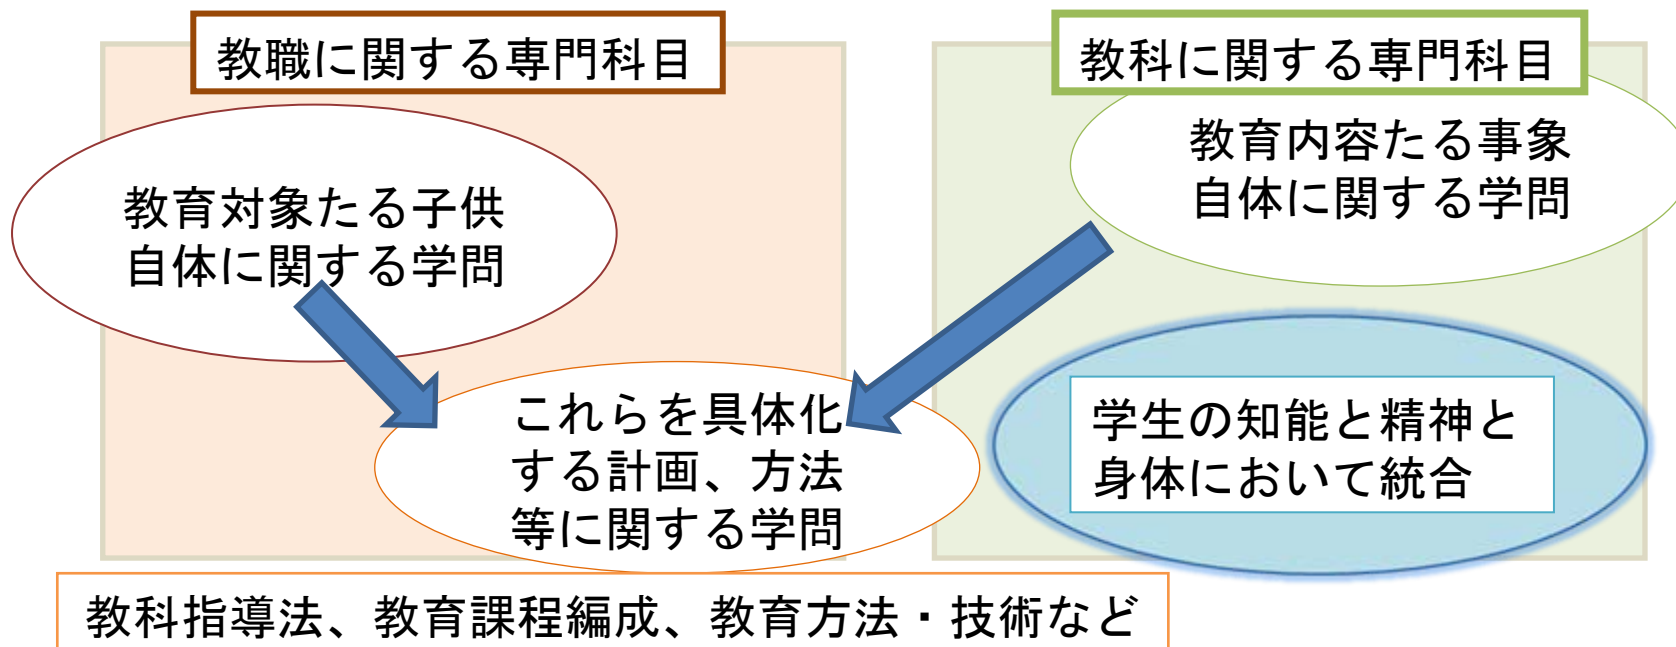 教職に関する専門科目
教科に関する専門科目
教育対象たる子供
自体に関する学問
教育内容たる事象
自体に関する学問
これらを具体化
する計画、方法
等に関する学問
学生の知能と精神と
身体において統合
教科指導法、教育課程編成、教育方法・技術など